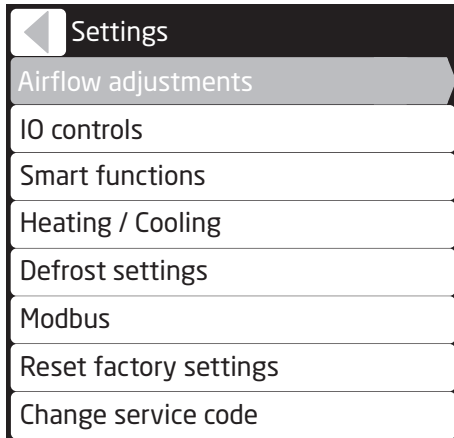 Settings
Airflow adjustments
IO controls
Smart functions
Heating / Cooling
Defrost settings
Modbus
Reset factory settings
Change service code